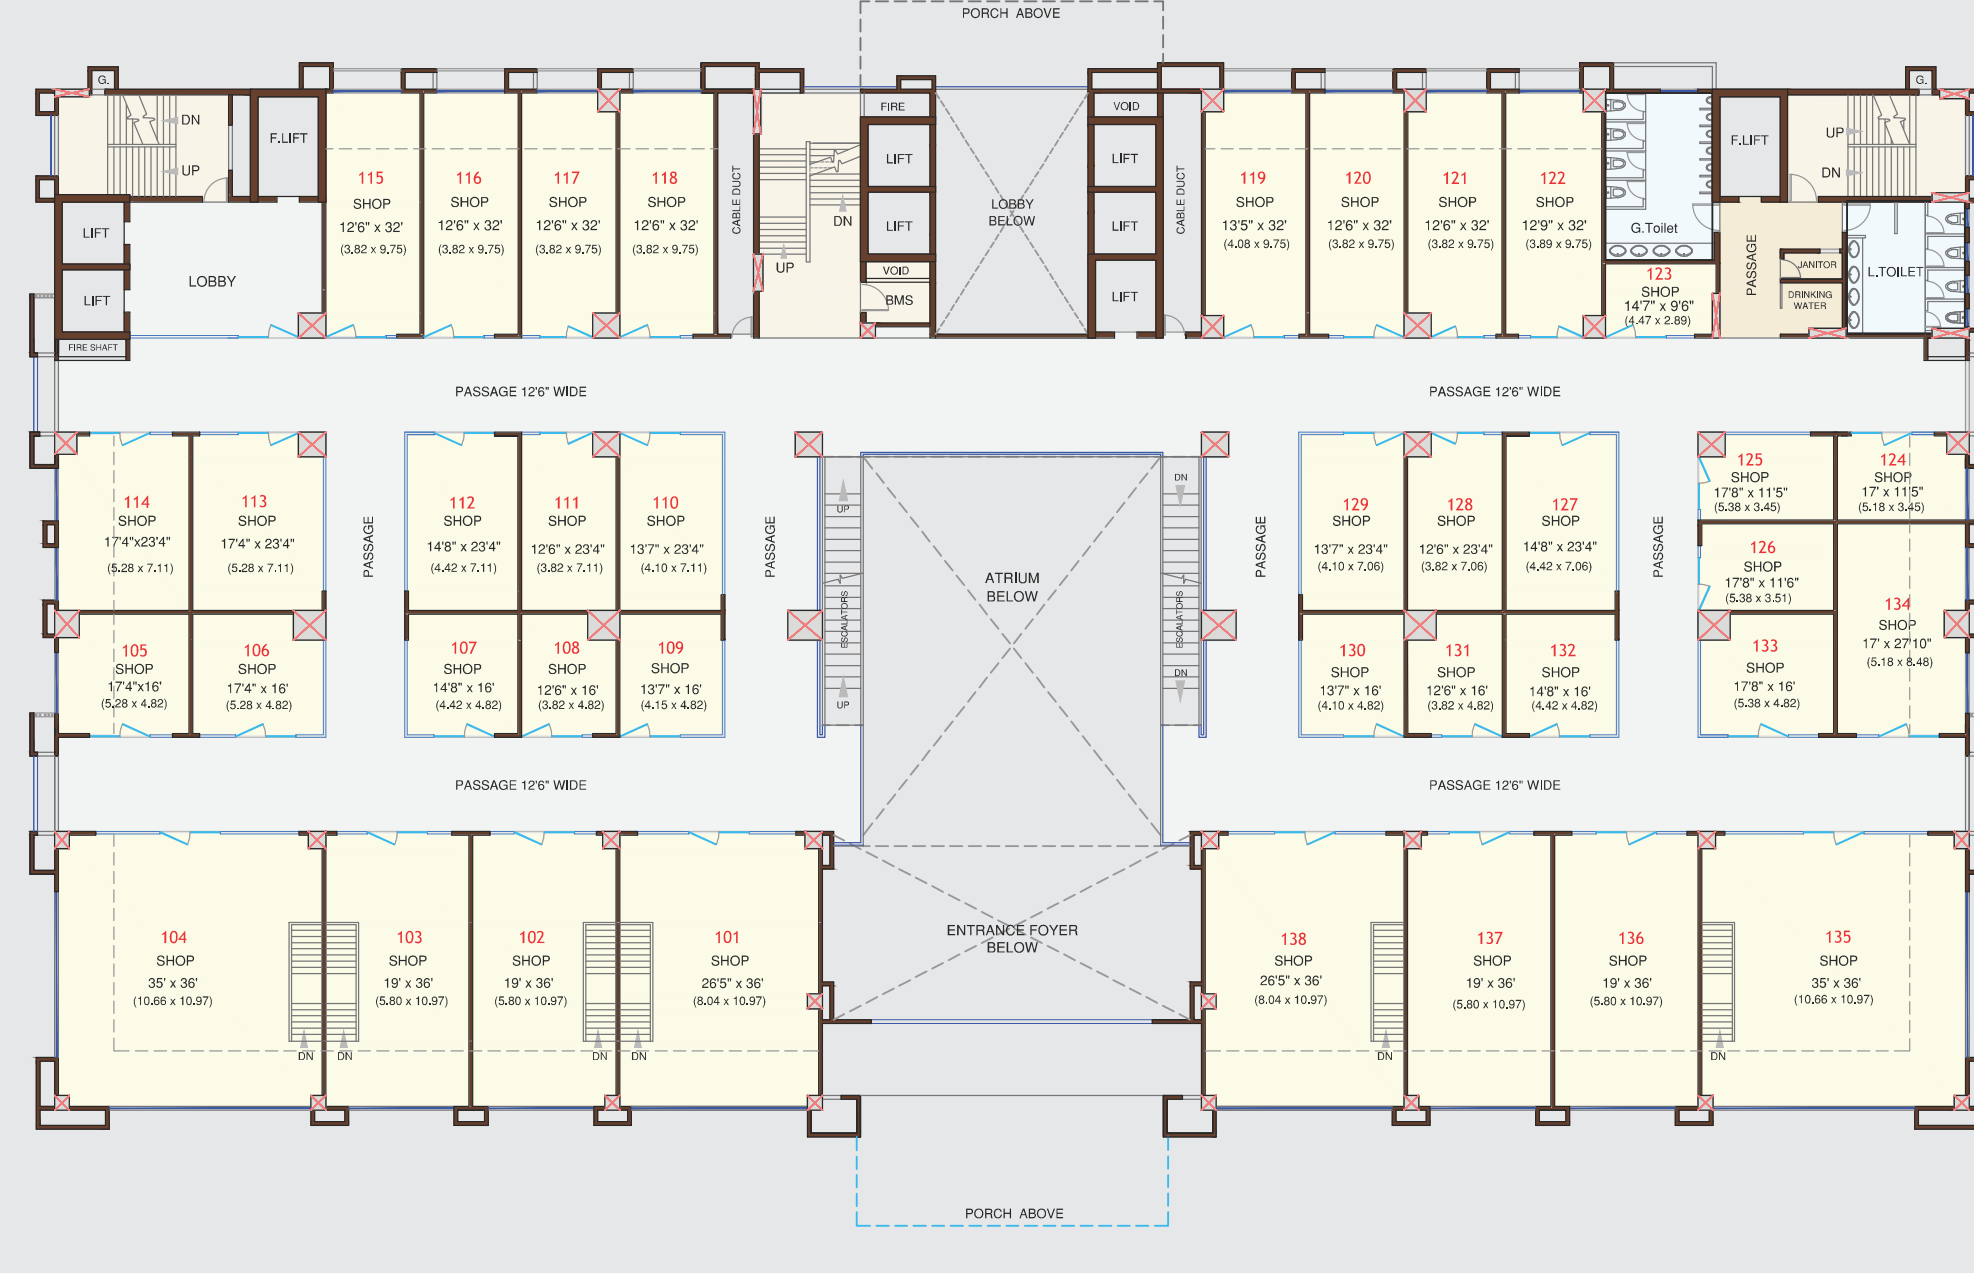 PORCH ABOVE
G.
DN
UP
F.LIFT
LIFT
LIFT
LOBBY
FIRE SHAFT
115
SHOP
12'6" x 32'
(3.82 x 9.75)
116
SHOP
12'6" x 32'
(3.82 x 9.75)
117
SHOP
12'6" x 32'
(3.82 x 9.75)
118
SHOP
12'6" x 32'
(3.82 x 9.75)
CABLE DUCT
DN
UP
FIRE
LIFT
LIFT
VOID
BMS
LOBBY
BELOW
VOID
LIFT
LIFT
LIFT
CABLE DUCT
119
SHOP
13'5" x 32'
(4.08 x 9.75)
120
SHOP
12'6" x 32'
(3.82 x 9.75)
121
SHOP
12'6" x 32'
(3.82 x 9.75)
122
SHOP
12'9" x 32'
(3.89 x 9.75)
G.Toilet
123
SHOP
14'7" x 9'6"
(4.47 x 2.89)
F.LIFT
G.
UP
DN
PASSAGE
JANITOR
DRINKING
WATER
L.TOILET
PASSAGE 12'6" WIDE
PASSAGE 12'6" WIDE
114
SHOP
17'4"x23'4"
(5.28 x 7.11)
113
SHOP
17'4" x 23'4"
(5.28 x 7.11)
PASSAGE
112
SHOP
14'8" x 23'4"
(4.42 x 7.11)
111
SHOP
12'6" x 23'4"
(3.82 x 7.11)
110
SHOP
13'7" x 23'4"
(4.10 x 7.11)
PASSAGE
UP
ESCALATORS
UP
ATRIUM
BELOW
DN
ESCALATORS
DN
PASSAGE
129
SHOP
13'7" x 23'4"
(4.10 x 7.06)
128
SHOP
12'6" x 23'4"
(3.82 x 7.06)
127
SHOP
14'8" x 23'4"
(4.42 x 7.06)
PASSAGE
125
SHOP
17'8" x 11'5"
(5.38 x 3.45)
124
SHOP
17' x 11'5"
(5.18 x 3.45)
126
SHOP
17'8" x 11'6"
(5.38 x 3.51)
134
SHOP
17' x 27'10"
(5.18 x 8.48)
105
SHOP
17'4"x16'
(5.28 x 4.82)
106
SHOP
17'4" x 16'
(5.28 x 4.82)
107
SHOP
14'8" x 16'
(4.42 x 4.82)
108
SHOP
12'6" x 16'
(3.82 x 4.82)
109
SHOP
13'7" x 16'
(4.15 x 4.82)
130
SHOP
13'7" x 16'
(4.10 x 4.82)
131
SHOP
12'6" x 16'
(3.82 x 4.82)
132
SHOP
14'8" x 16'
(4.42 x 4.82)
133
SHOP
17'8" x 16'
(5.38 x 4.82)
PASSAGE 12'6" WIDE
PASSAGE 12'6" WIDE
104
SHOP
35' x 36'
(10.66 x 10.97)
DN
DN
103
SHOP
19' x 36'
(5.80 x 10.97)
102
SHOP
19' x 36'
(5.80 x 10.97)
DN
DN
101
SHOP
26'5" x 36'
(8.04 x 10.97)
ENTRANCE FOYER
BELOW
138
SHOP
26'5" x 36'
(8.04 x 10.97)
DN
137
SHOP
19' x 36'
(5.80 x 10.97)
136
SHOP
19' x 36'
(5.80 x 10.97)
DN
135
SHOP
35' x 36'
(10.66 x 10.97)
PORCH ABOVE